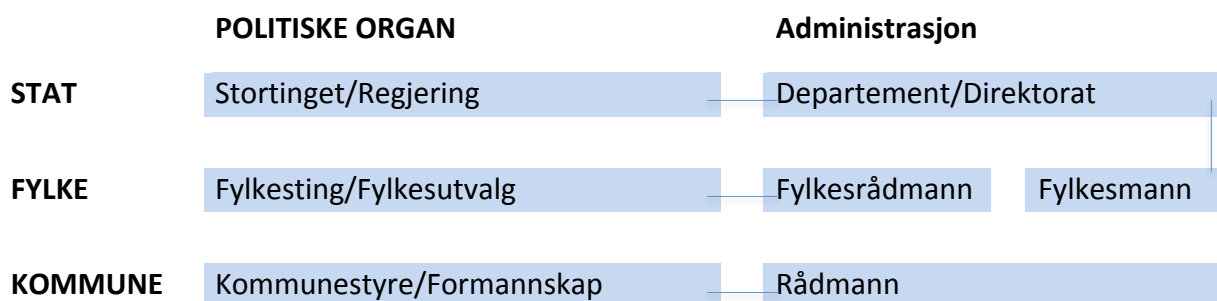 POLITISKE ORGAN Administrasjon
STAT Stortinget/Regjering Departement/Direktorat
FYLKE Fylkesting/Fylkesutvalg Fylkesrådmann Fylkesmann
KOMMUNE Kommunestyre/Formannskap Rådmann